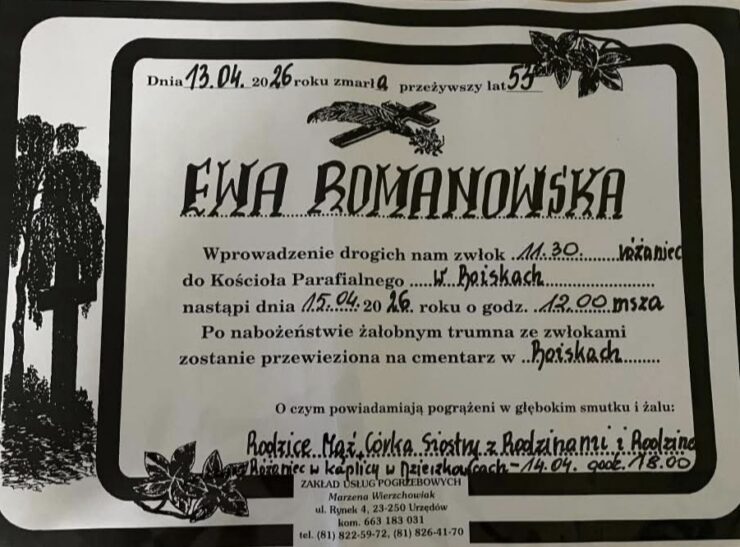 Dnia 13.04. 2026 roku zmarła przeżywszy lat 53
EWA ROMANOWSKA
Wprowadzenie drogich nam zwłok 11.30. różaniec
do Kościoła Parafialnego w Boiskach
nastąpi dnia 15.04. 2026. roku o godz. 12.00 msza
Po nabożeństwie żałobnym trumna ze zwłokami
zostanie przewieziona na cmentarz w Boiskach
O czym powiadamiają pogrążeni w głębokim smutku i żalu:
Rodzice, Mąż, Córka, Siostry z Rodzinami i Rodzina
Różaniec w kaplicy w Dzierzkowicach - 14.04. godz. 18.00
ZAKŁAD USŁUG POGRZEBOWYCH
Marzena Wierzchowiak
ul. Rynek 4, 23-250 Urzędów
kom. 663 183 031
tel. (81) 822-59-72, (81) 826-41-70